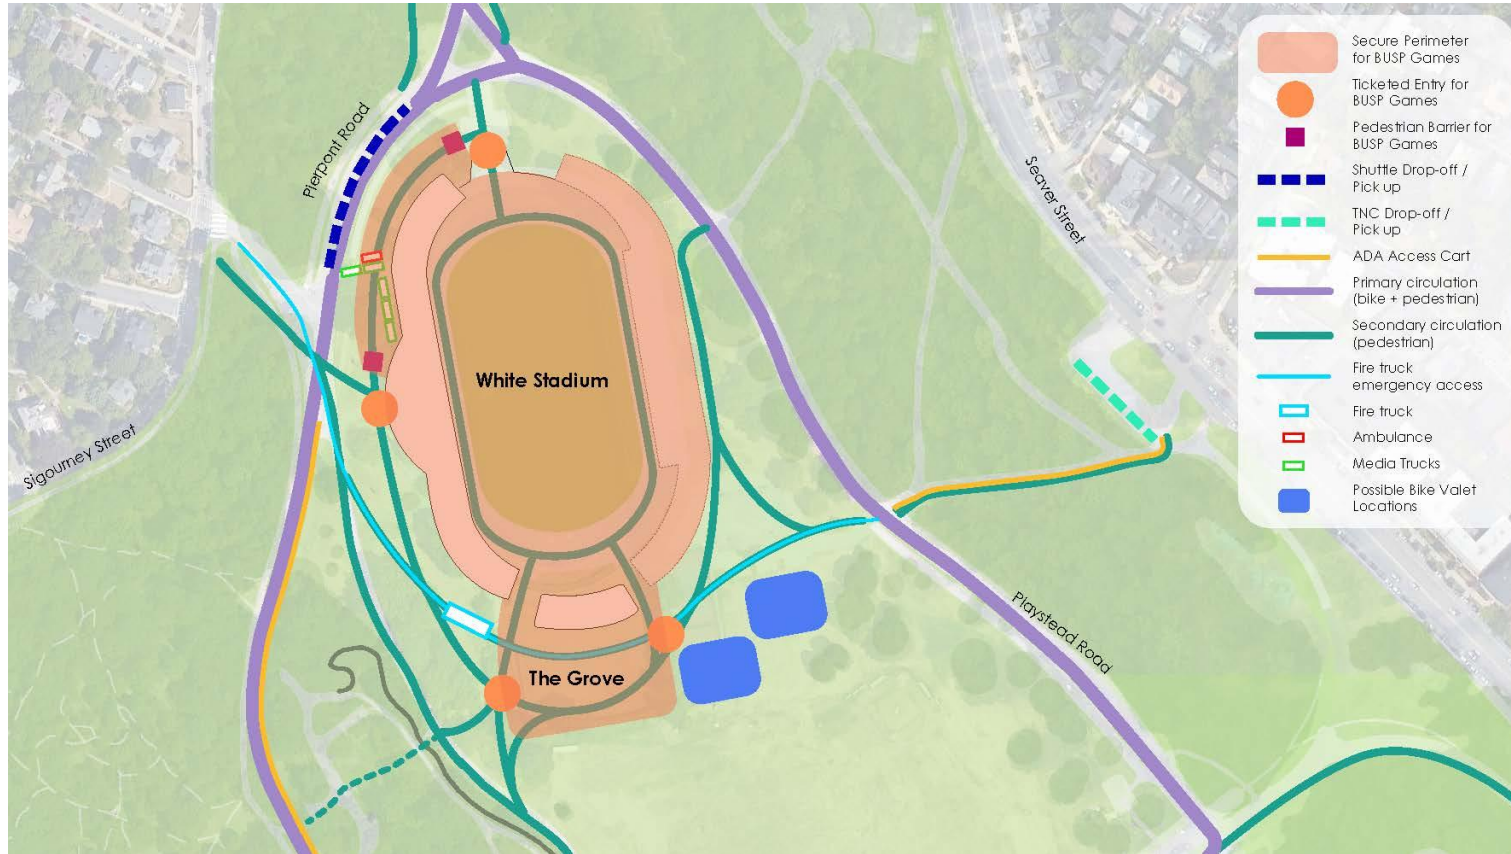 Pierpont Road
Seaver Street
White Stadium
Sigourney Street
The Grove
Playstead Road
Secure Perimeter
for BUSP Games
Ticketed Entry for
BUSP Games
Pedestrian Barrier for
BUSP Games
Shuttle Drop-off /
Pick up
TNC Drop-off /
Pick up
ADA Access Cart
Primary circulation
(bike + pedestrian)
Secondary circulation
(pedestrian)
Fire truck
emergency access
Fire truck
Ambulance
Media Trucks
Possible Bike Valet
Locations